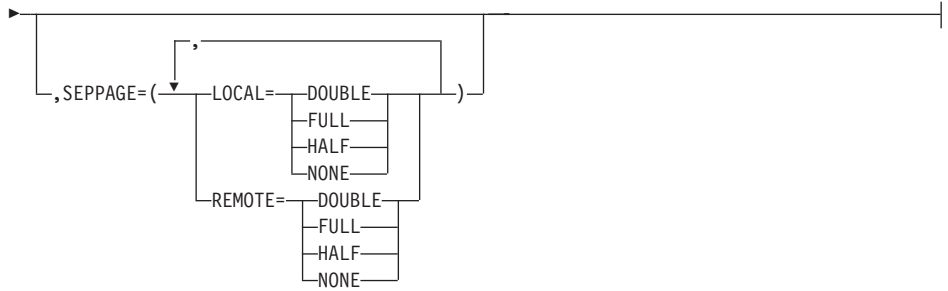 ,
,SEPPAGE=( LOCAL= DOUBLE )
FULL
HALF
NONE
REMOTE= DOUBLE
FULL
HALF
NONE